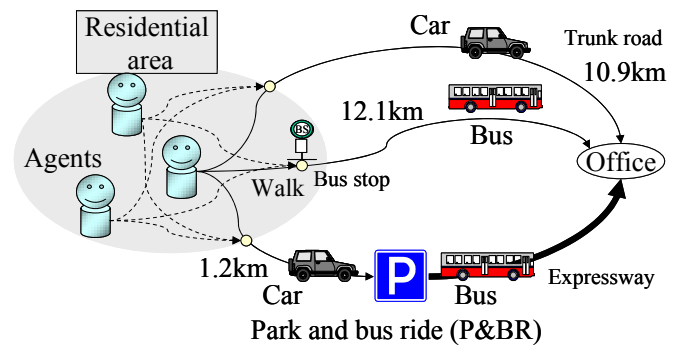 Residential
area
Car
Trunk road
10.9km
12.1km
BS
Bus
Agents
Walk
Bus stop
Office
1.2km
Car
P
Bus
Expressway
Park and bus ride (P&BR)